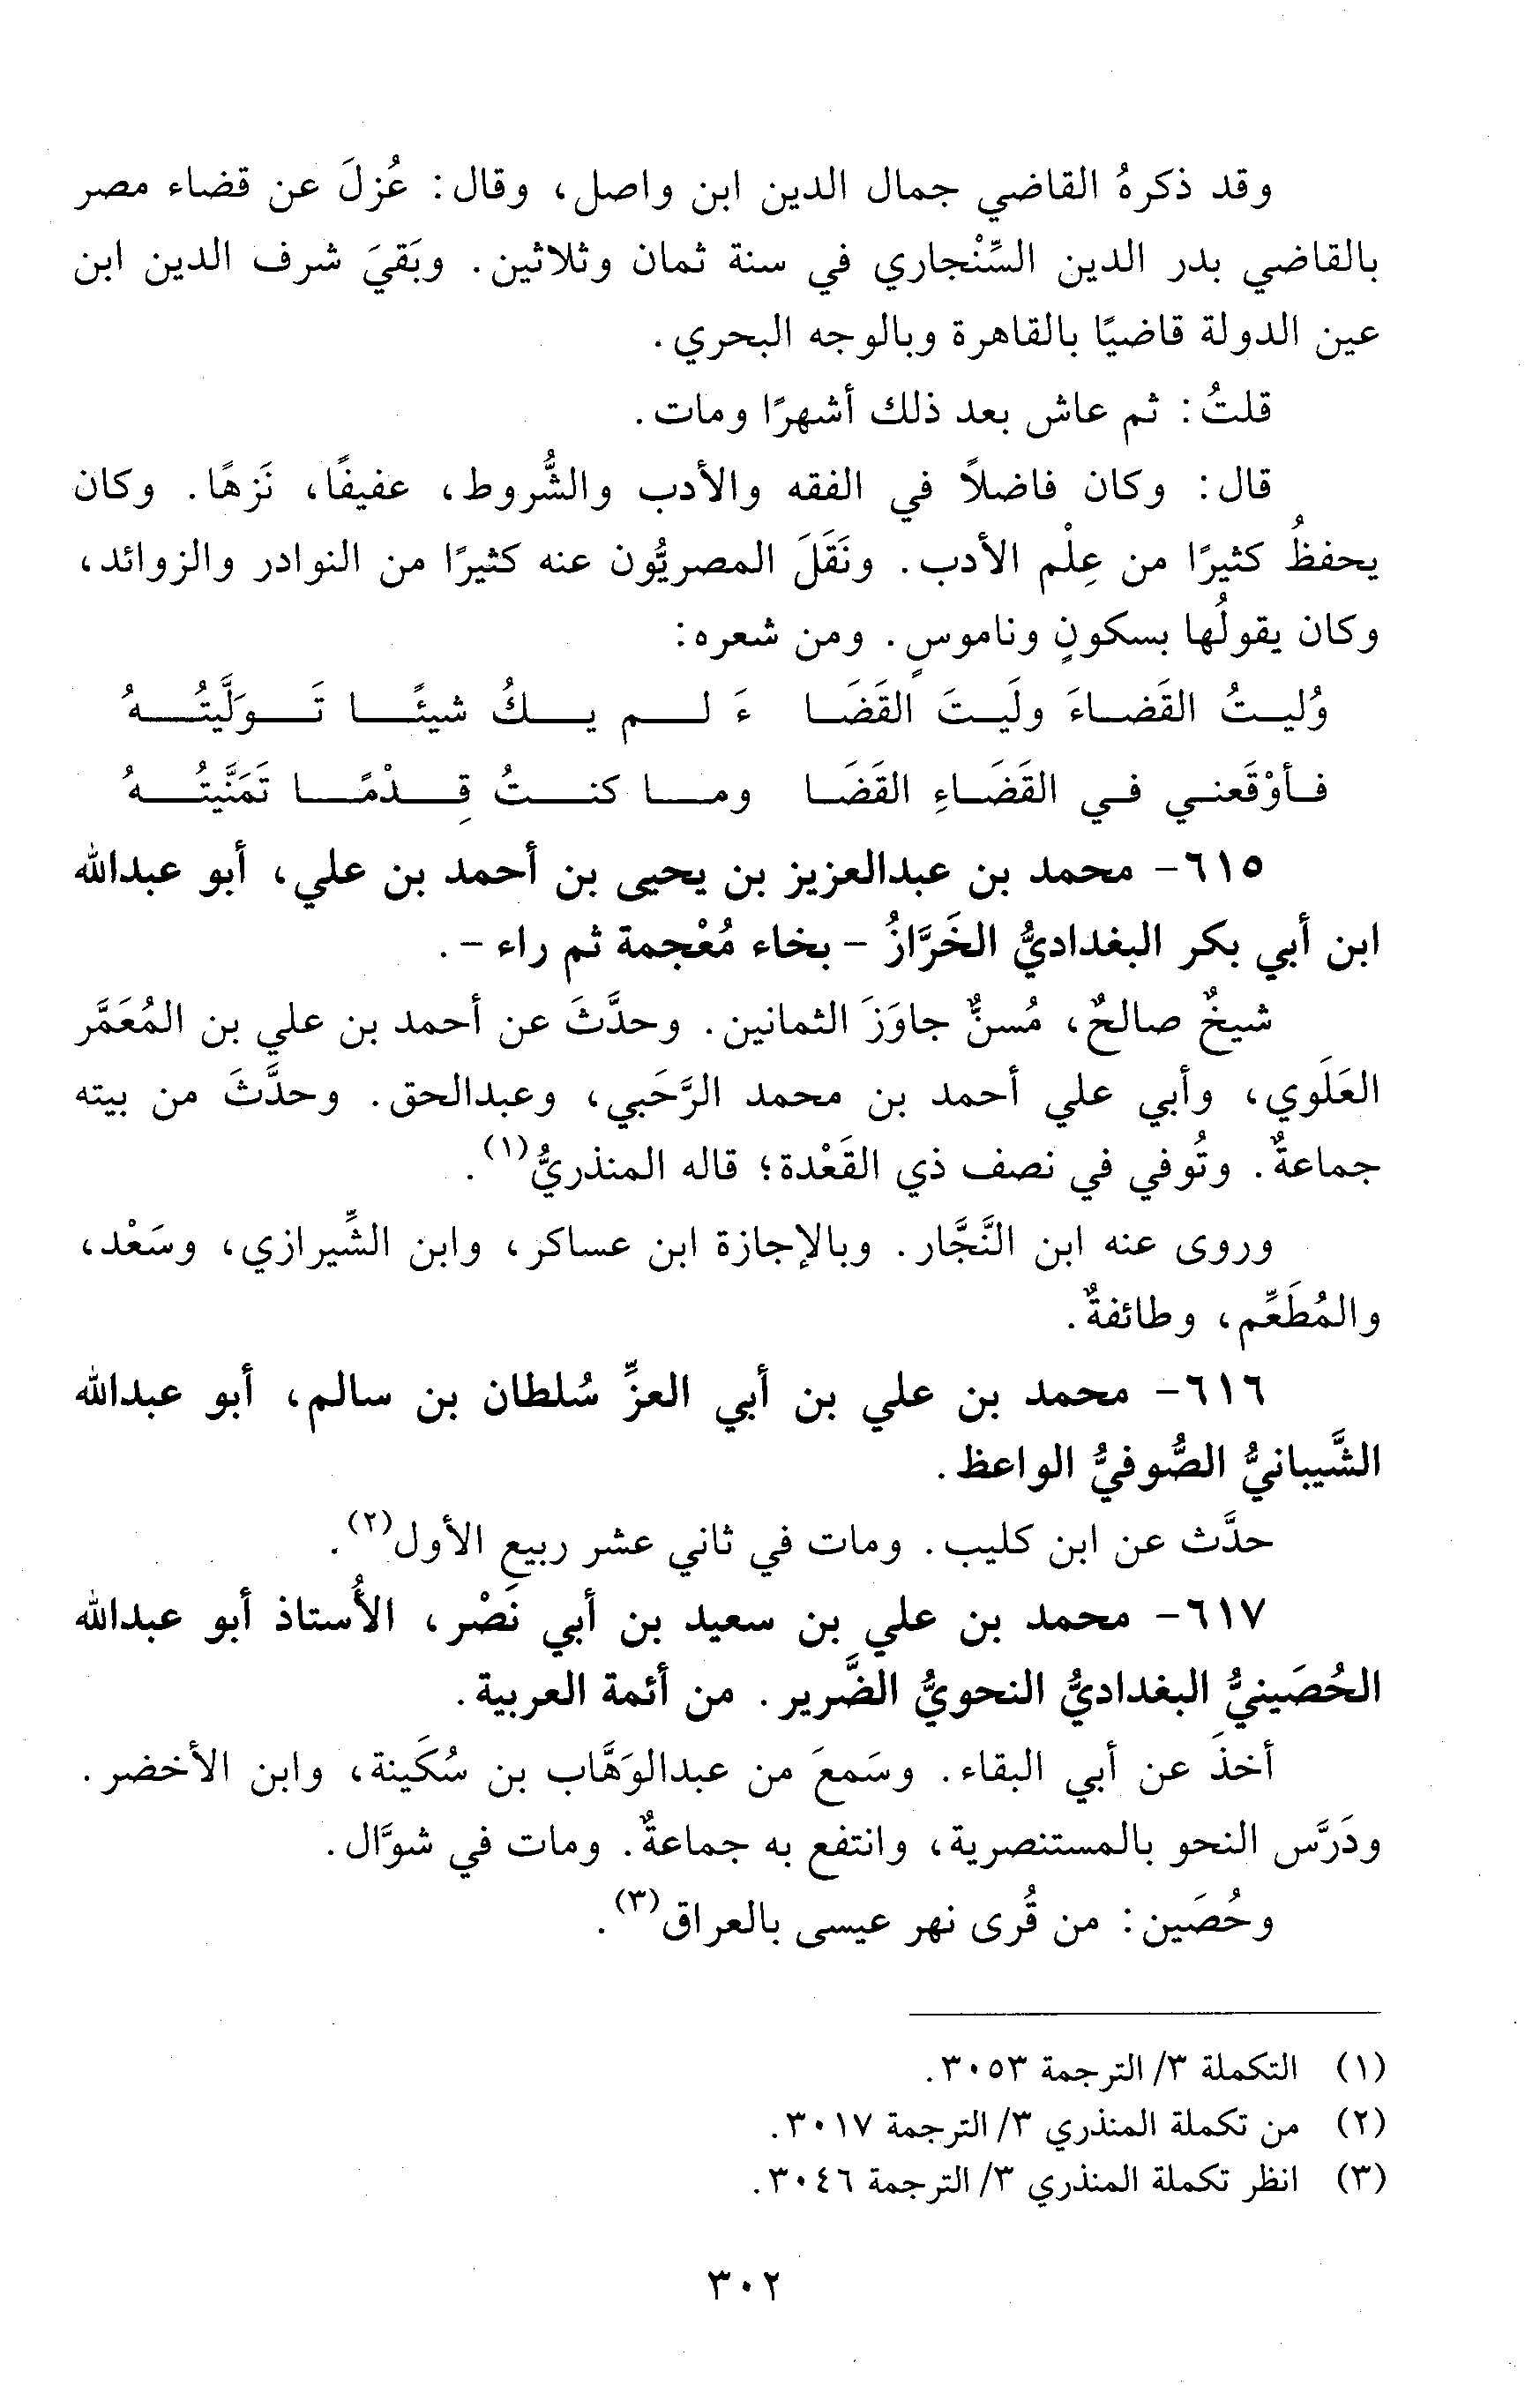 وقد ذكرهُ القاضي جمال الدين ابن واصل، وقال: عُزلَ عن قضاء مصر
بالقاضي بدر الدين السِّنْجاري في سنة ثمان وثلاثين. وبَقيَ شرف الدين ابن
عين الدولة قاضيًا بالقاهرة وبالوجه البحري.
قلتُ: ثم عاش بعد ذلك أشهرًا ومات.
قال: وكان فاضلاً في الفقه والأدب والشُّروط، عفيفًا، نَزهًا. وكان
يحفظُ كثيرًا من عِلْم الأدب. ونَقَلَ المصريُّون عنه كثيرًا من النوادر والزوائد،
وكان يقولُها بسكونٍ وناموسٍ. ومن شعره:
وُليتُ القَضاءَ ولَيتَ القَضَا ءَ لم يكُ شيئًا تَولَّيتُهُ
فأوْقَعني في القَضَاءِ القَضَا وما كنتُ قِدْمًا تَمَنَّيتُهُ
٦١٥- محمد بن عبدالعزيز بن يحيى بن أحمد بن علي، أبو عبدالله
ابن أبي بكر البغداديُّ الخَرَّازُ - بخاء مُعْجمة ثم راء -.
شيخٌ صالحٌ، مُسنٌّ جاوَزَ الثمانين. وحدَّثَ عن أحمد بن علي بن المُعَمَّر
العَلَوي، وأبي علي أحمد بن محمد الرَّحَبي، وعبدالحق. وحدَّثَ من بيته
جماعةٌ. وتُوفي في نصف ذي القَعْدة؛ قاله المنذريُّ(١).
وروى عنه ابن النَّجَّار. وبالإجازة ابن عساكر، وابن الشِّيرازي، وسَعْد،
والمُطَعِّم، وطائفةٌ.
٦١٦- محمد بن علي بن أبي العزِّ سُلطان بن سالم، أبو عبدالله
الشَّيبانيُّ الصُّوفيُّ الواعظ.
حدَّث عن ابن كليب. ومات في ثاني عشر ربيع الأول(٢).
٦١٧- محمد بن علي بن سعيد بن أبي نَصْر، الأُستاذ أبو عبدالله
الحُصَينيُّ البغداديُّ النحويُّ الضَّرير. من أئمة العربية.
أخذَ عن أبي البقاء. وسَمعَ من عبدالوَهَّاب بن سُكَينة، وابن الأخضر.
ودَرَّس النحو بالمستنصرية، وانتفع به جماعةٌ. ومات في شوَّال.
وحُصَين: من قُرى نهر عيسى بالعراق(٣).
(١) التكملة ٣/ الترجمة ٣٠٥٣.
(٢) من تكملة المنذري ٣/ الترجمة ٣٠١٧.
(٣) انظر تكملة المنذري ٣/ الترجمة ٣٠٤٦.
٣٠٢